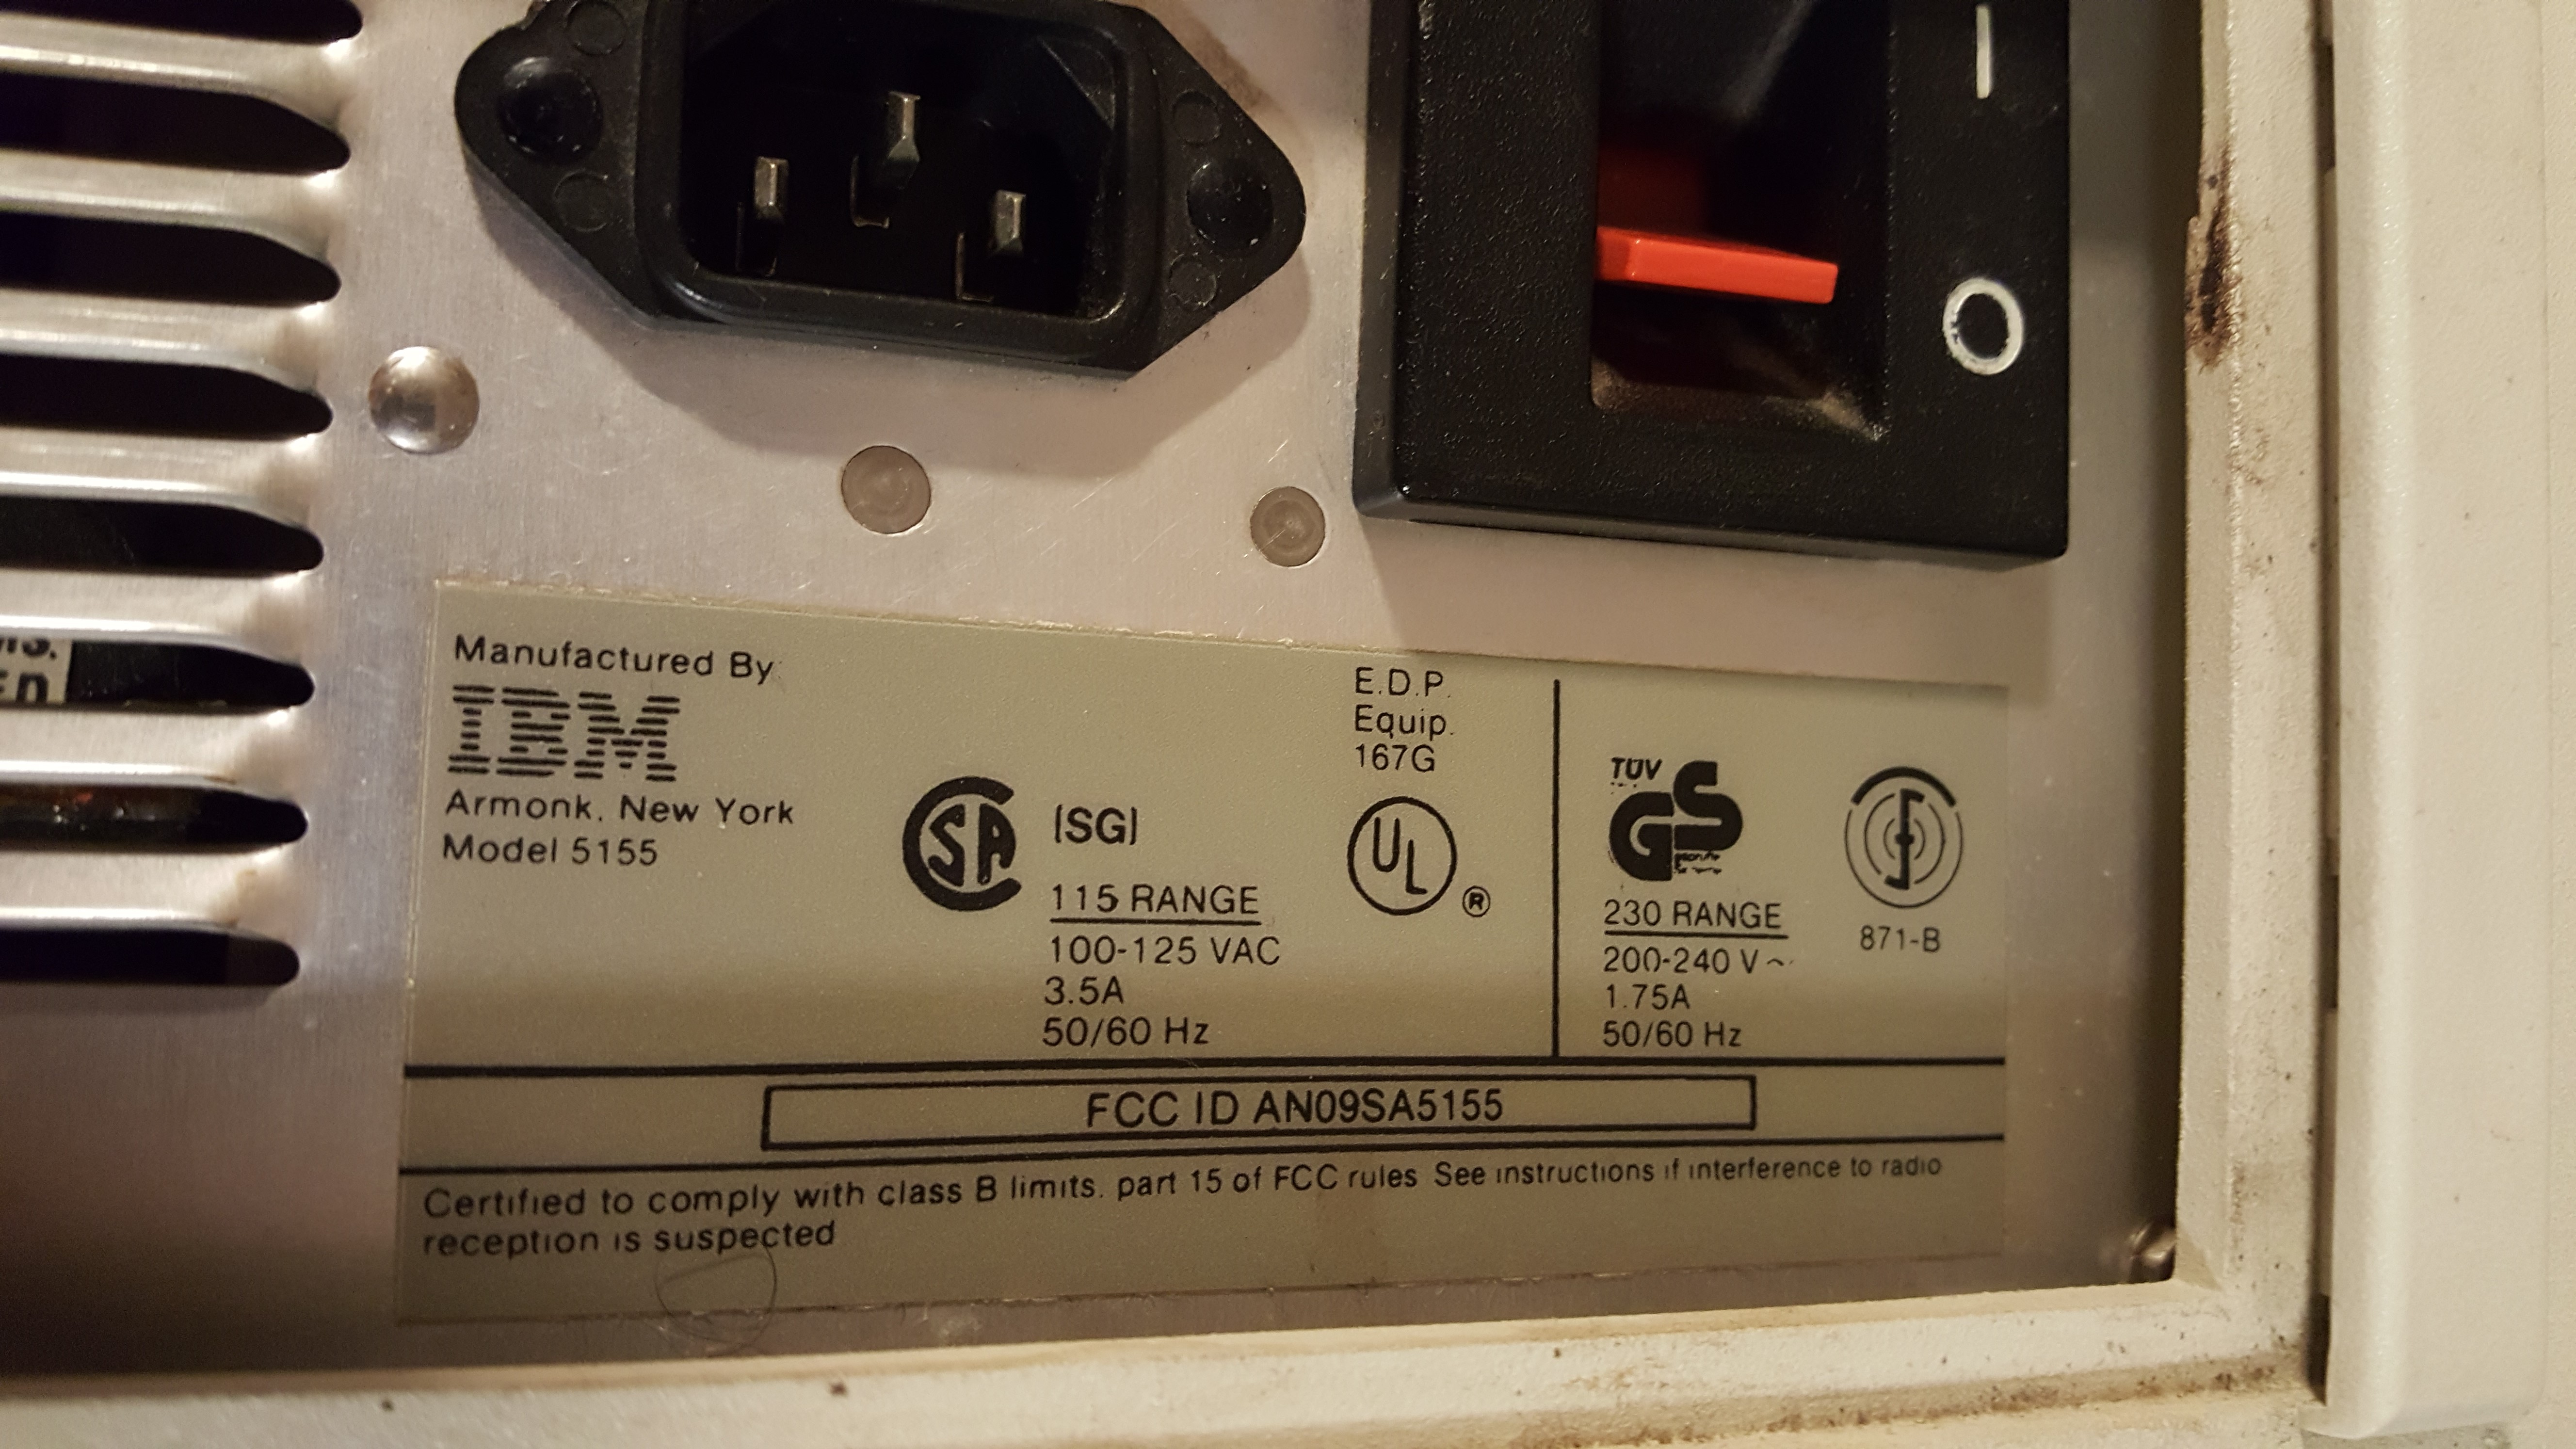 Manufactured By
IBM
Armonk, New York
Model 5155
SA
(SG)
115 RANGE
100-125 VAC
3.5A
50/60 Hz
E.D.P.
Equip.
167G
UL
®
TUV
GS
230 RANGE
200-240 V~
1.75A
50/60 Hz
871-B
FCC ID AN09SA5155
Certified to comply with class B limits. part 15 of FCC rules See instructions if interference to radio
reception is suspected